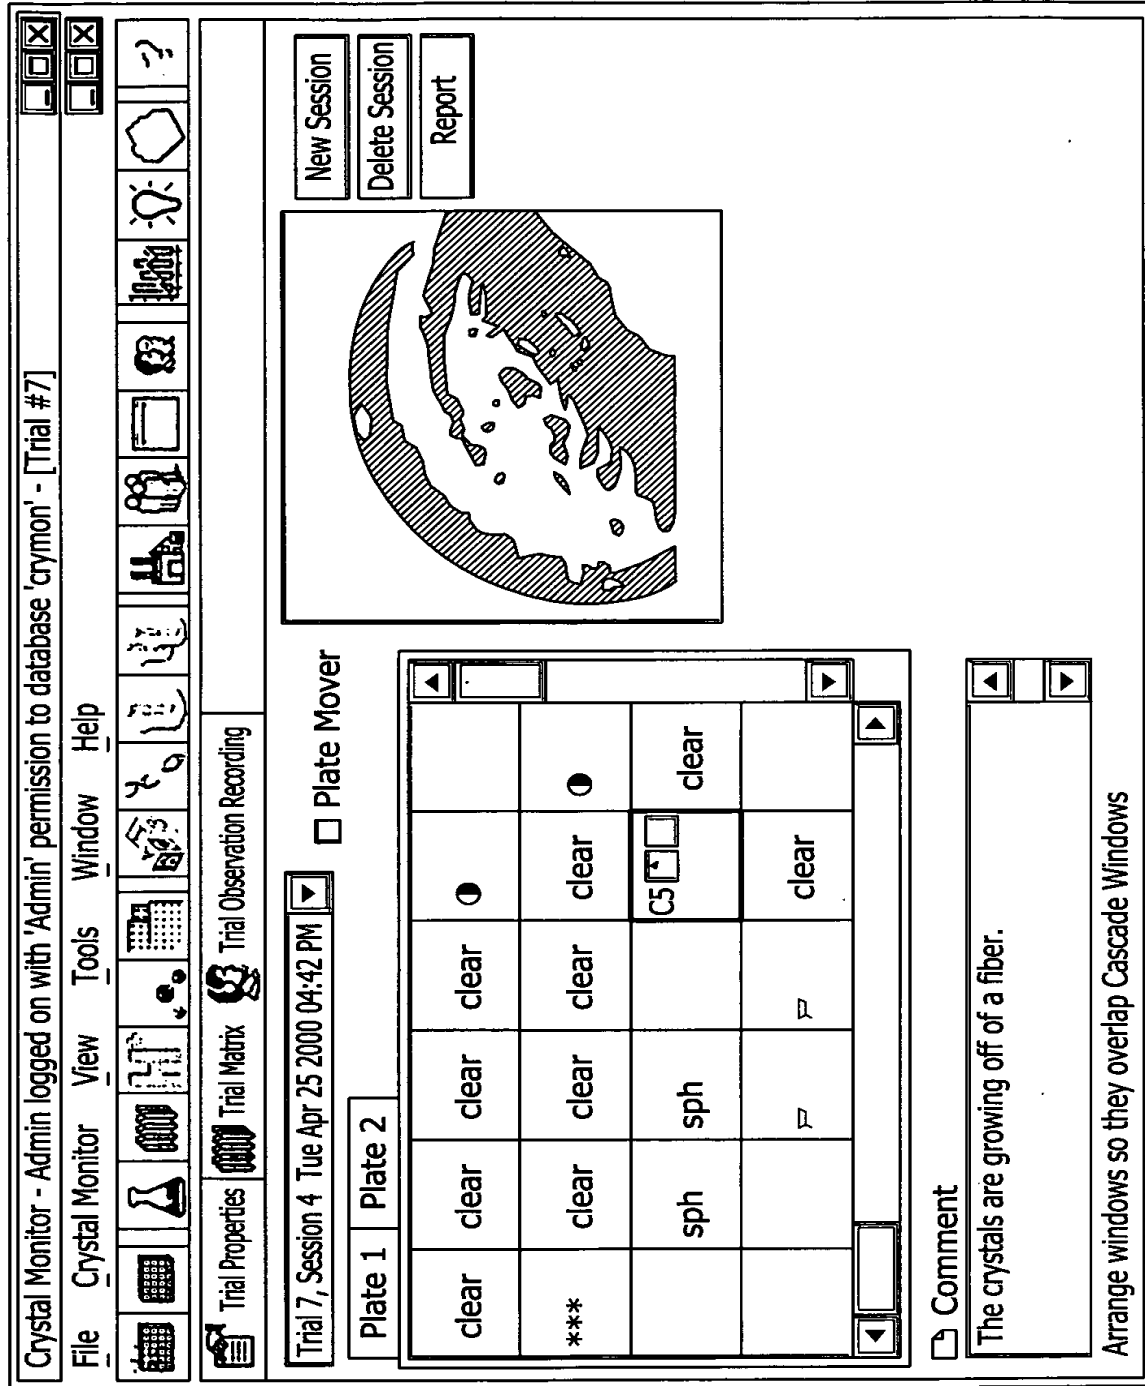 Crystal Monitor - Admin logged on with 'Admin' permission to database 'crymon' - [Trial #7]
File Crystal Monitor View Tools Window Help
Trial Properties Trial Matrix Trial Observation Recording
Trial 7, Session 4 Tue Apr 25 2000 04:42 PM
Plate Mover
New Session
Delete Session
Report
Plate 1 Plate 2
clear clear clear clear
*** clear clear clear clear
sph sph C5 clear
clear
Comment
The crystals are growing off of a fiber.
Arrange windows so they overlap Cascade Windows